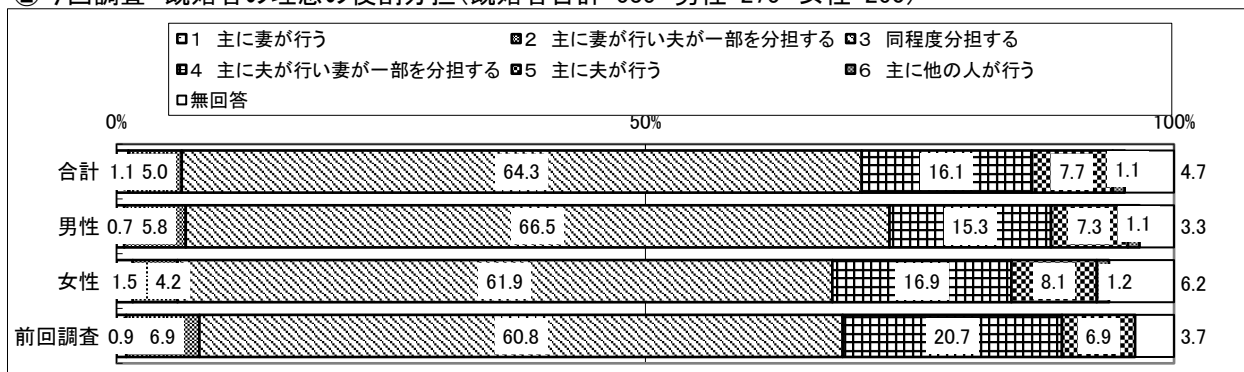 □1 主に妻が行う ▩2 主に妻が行い夫が一部を分担する ▧3 同程度分担する
▦4 主に夫が行い妻が一部を分担する ▩5 主に夫が行う ▩6 主に他の人が行う
□無回答
0% 50% 100%
合計 1.1 5.0 64.3 16.1 7.7 1.1 4.7
男性 0.7 5.8 66.5 15.3 7.3 1.1 3.3
女性 1.5 4.2 61.9 16.9 8.1 1.2 6.2
前回調査 0.9 6.9 60.8 20.7 6.9 3.7